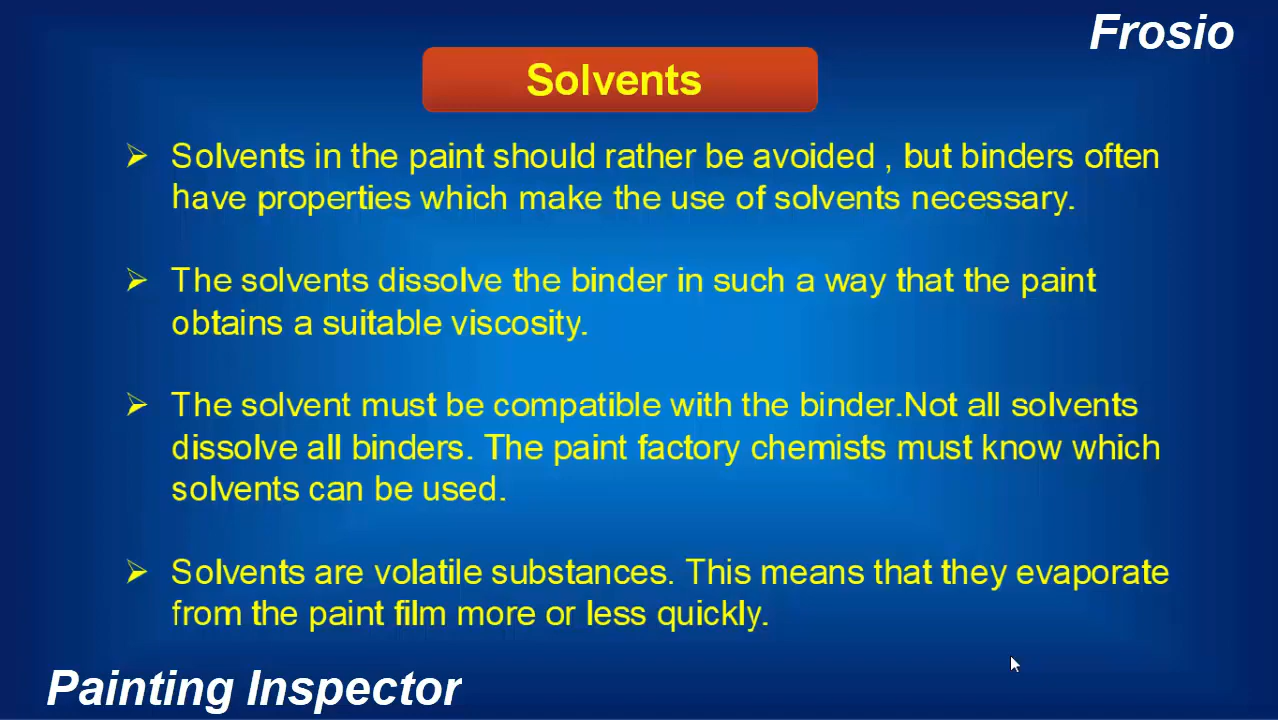 Frosio
Solvents
Solvents in the paint should rather be avoided , but binders often
have properties which make the use of solvents necessary.
The solvents dissolve the binder in such a way that the paint
obtains a suitable viscosity.
The solvent must be compatible with the binder.Not all solvents
dissolve all binders. The paint factory chemists must know which
solvents can be used.
Solvents are volatile substances. This means that they evaporate
from the paint film more or less quickly.
Painting Inspector